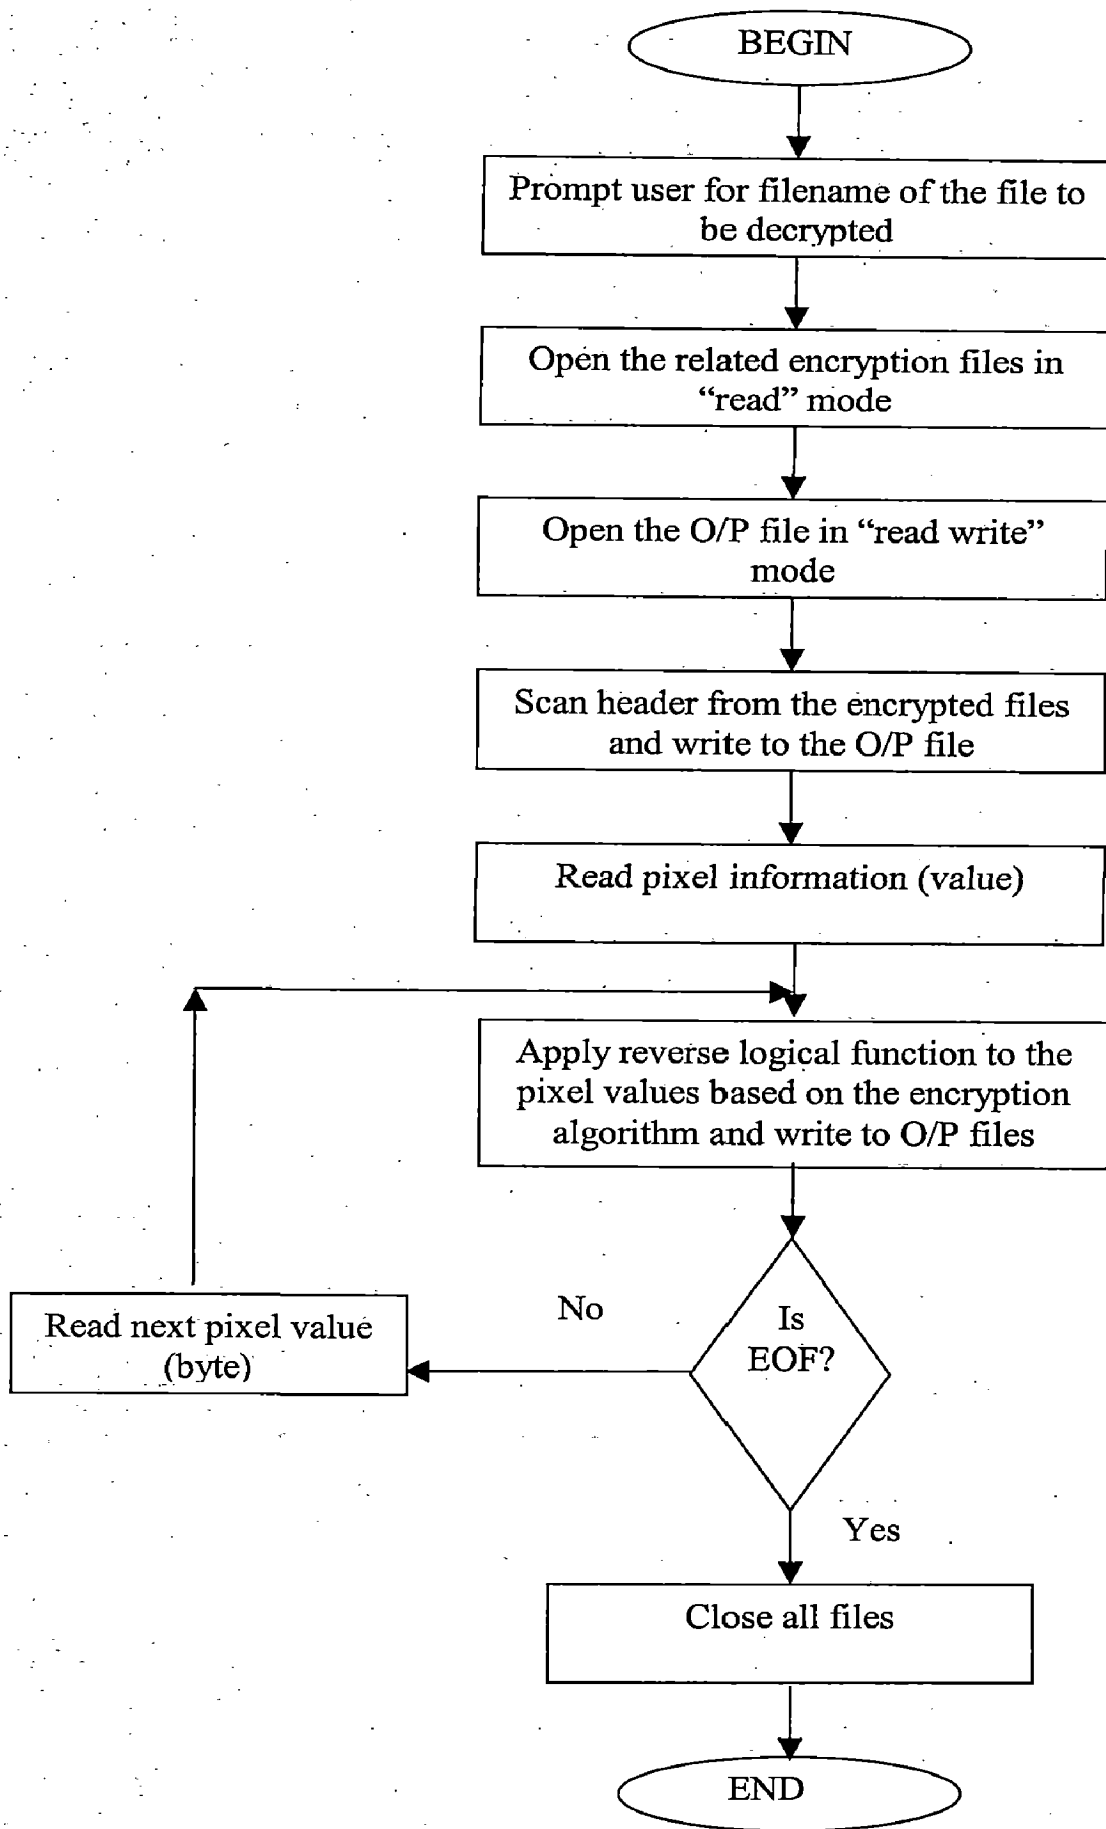 BEGIN
Prompt user for filename of the file to
be decrypted
Open the related encryption files in
“read” mode
Open the O/P file in “read write”
mode
Scan header from the encrypted files
and write to the O/P file
Read pixel information (value)
Apply reverse logical function to the
pixel values based on the encryption
algorithm and write to O/P files
Is
EOF?
No
Read next pixel value
(byte)
Yes
Close all files
END